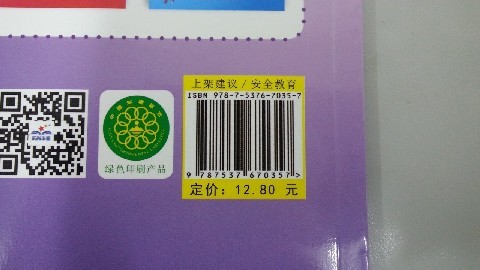 上架建议/安全教育
ISBN 978-7-5376-7035-7
9 787537 670357 >
定价：12.80 元
绿色印刷产品